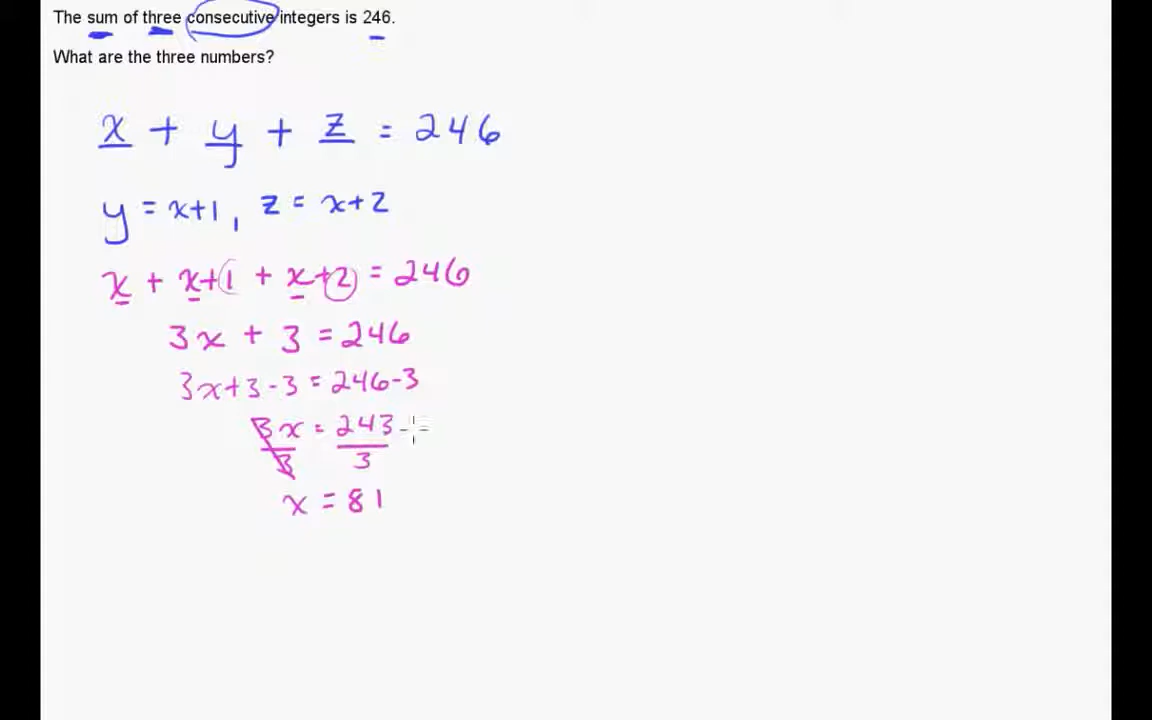 The sum of three consecutive integers is 246.
What are the three numbers?
x + y + z = 246
y = x+1, z = x+2
x + x+1 + x+2 = 246
3x + 3 = 246
3x+3-3 = 246-3
3x = 243
3 3
x = 81